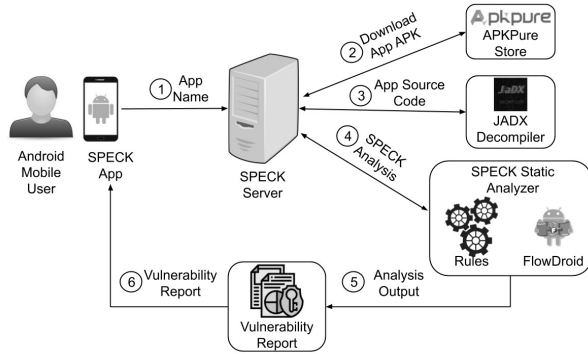 Apkpure
APKPure
Store
2 Download
App APK
1 App
Name
3 App Source
Code
JADX
JADX
Decompiler
4 SPECK
Analysis
Android
Mobile
User
SPECK
App
SPECK
Server
SPECK Static
Analyzer
Rules
FlowDroid
6 Vulnerability
Report
5 Analysis
Output
Vulnerability
Report